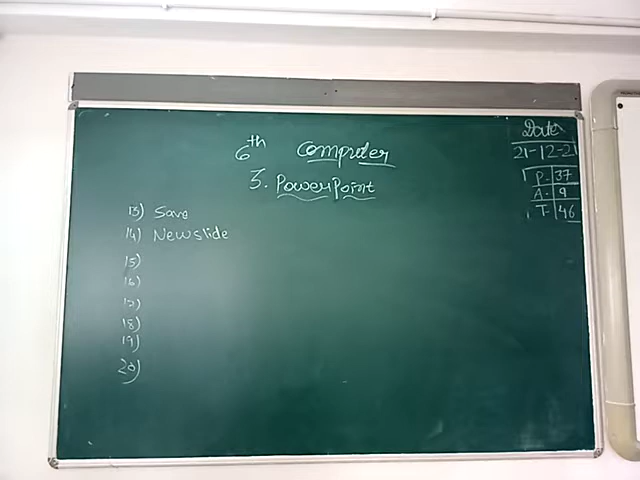 6th Computer
3. PowerPoint
Date
21-12-21
P. 37
A. 9
T. 46
13) Save
14) New slide
15)
16)
17)
18)
19)
20)